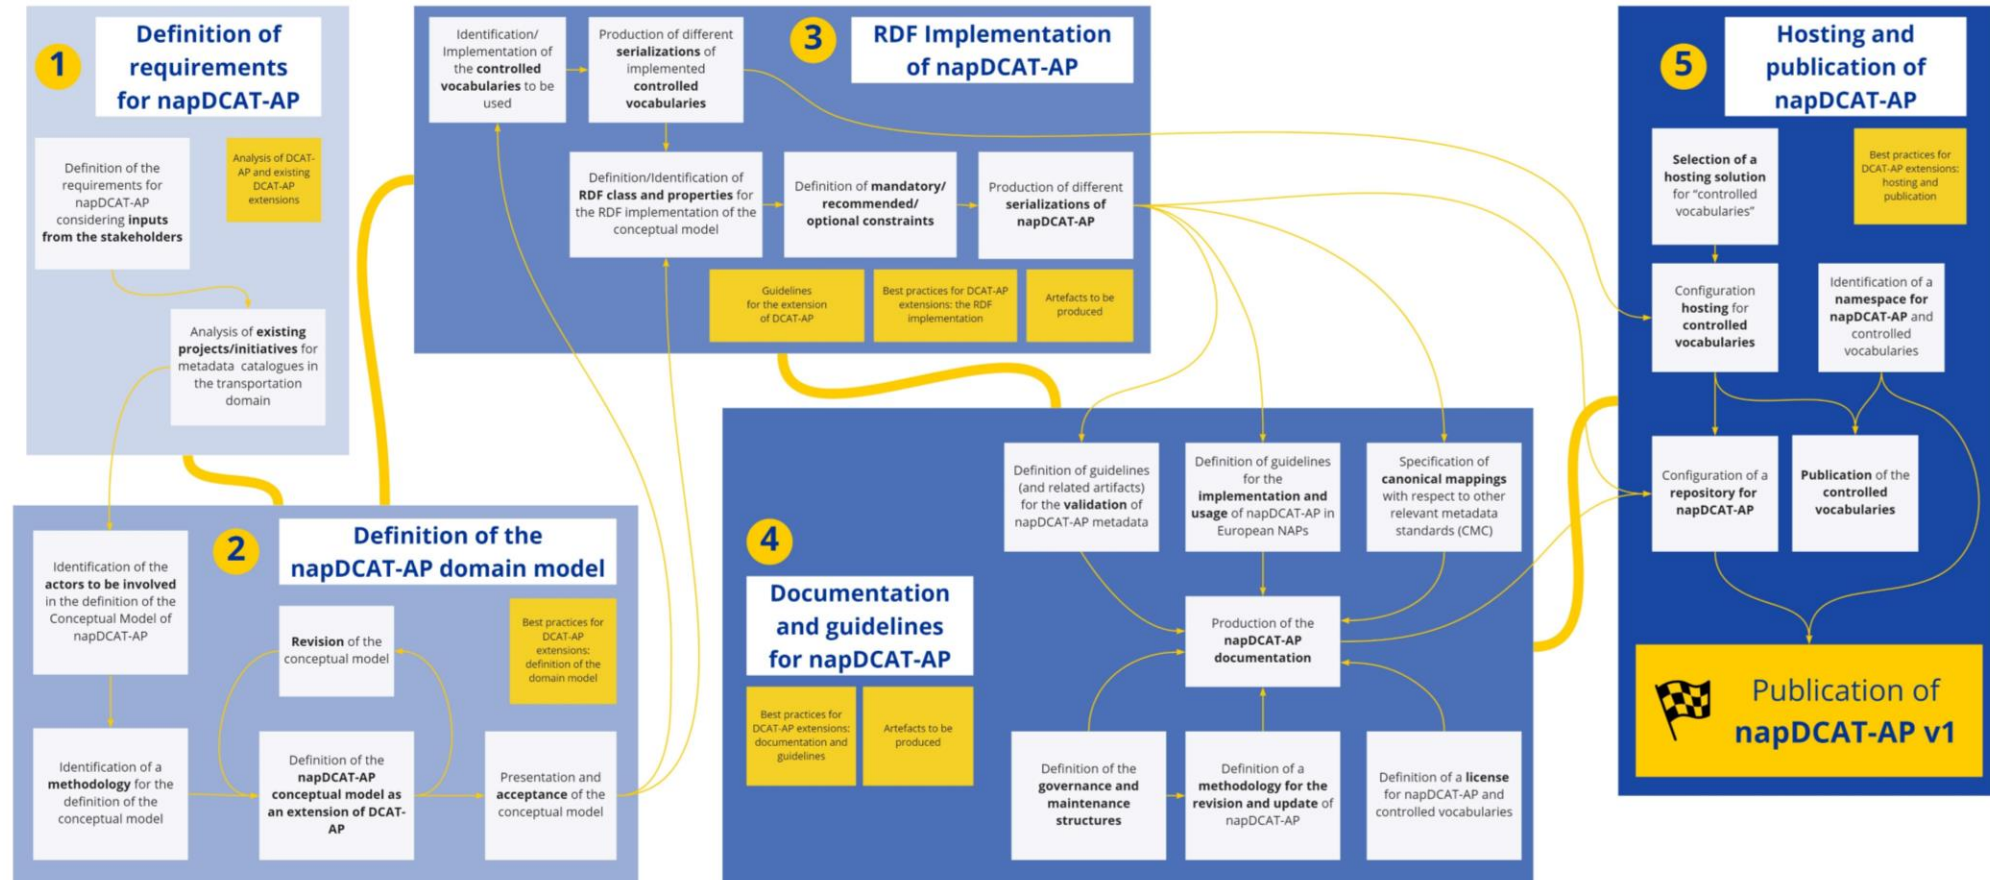 1
Definition of
requirements
for napDCAT-AP
Definition of the
requirements for
napDCAT-AP
considering inputs
from the stakeholders
Analysis of DCAT-
AP and existing
DCAT-AP
extensions
Analysis of existing
projects/initiatives for
metadata catalogues in
the transportation
domain
2
Definition of the
napDCAT-AP domain model
Identification of the
actors to be involved
in the definition of the
Conceptual Model of
napDCAT-AP
Revision of the
conceptual model
Best practices for
DCAT-AP
extensions:
definition of the
domain model
Identification of a
methodology for the
definition of the
conceptual model
Definition of the
napDCAT-AP
conceptual model as
an extension of DCAT-
AP
Presentation and
acceptance of the
conceptual model
3
RDF Implementation
of napDCAT-AP
Identification/
Implementation of
the controlled
vocabularies to be
used
Production of different
serializations of
implemented
controlled
vocabularies
Definition/Identification of
RDF class and properties for
the RDF implementation of the
conceptual model
Definition of mandatory/
recommended/
optional constraints
Production of different
serializations of
napDCAT-AP
Guidelines
for the extension
of DCAT-AP
Best practices for DCAT-AP
extensions: the RDF
implementation
Artefacts to be
produced
4
Documentation
and guidelines
for napDCAT-AP
Best practices for
DCAT-AP extensions:
documentation and
guidelines
Artefacts to be
produced
Definition of guidelines
(and related artifacts)
for the validation of
napDCAT-AP metadata
Definition of guidelines
for the
implementation and
usage of napDCAT-AP in
European NAPs
Specification of
canonical mappings
with respect to other
relevant metadata
standards (CMC)
Production of the
napDCAT-AP
documentation
Definition of the
governance and
maintenance
structures
Definition of a
methodology for the
revision and update of
napDCAT-AP
Definition of a license
for napDCAT-AP and
controlled vocabularies
5
Hosting and
publication of
napDCAT-AP
Selection of a
hosting solution
for “controlled
vocabularies”
Best practices for
DCAT-AP extensions:
hosting and
publication
Configuration
hosting for
controlled
vocabularies
Identification of a
namespace for
napDCAT-AP and
controlled
vocabularies
Configuration of a
repository for
napDCAT-AP
Publication of the
controlled
vocabularies
Publication of
napDCAT-AP v1